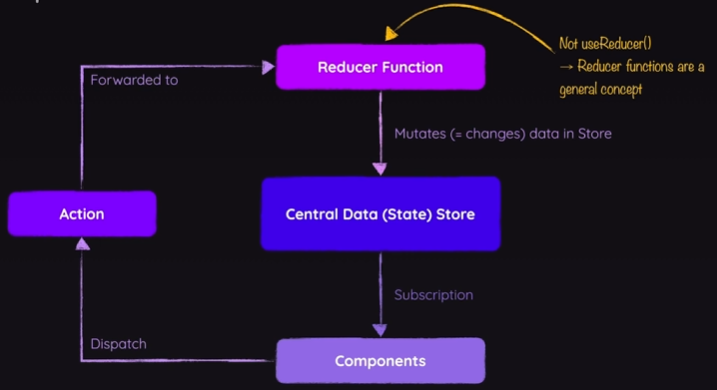 Reducer Function
Not useReducer()
→ Reducer functions are a
general concept
Forwarded to
Mutates (= changes) data in Store
Action
Central Data (State) Store
Subscription
Dispatch
Components